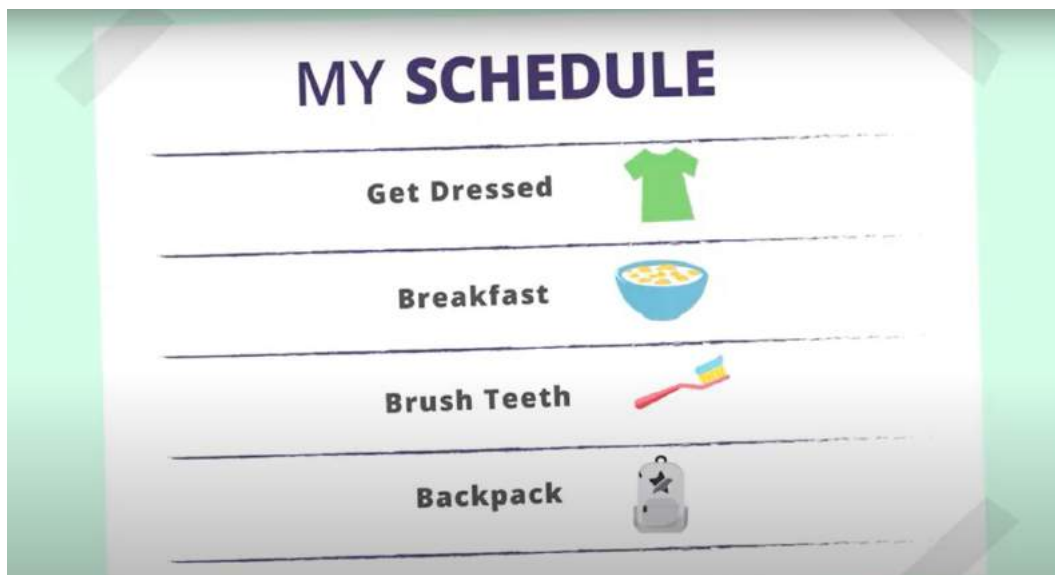 MY SCHEDULE
Get Dressed
Breakfast
Brush Teeth
Backpack